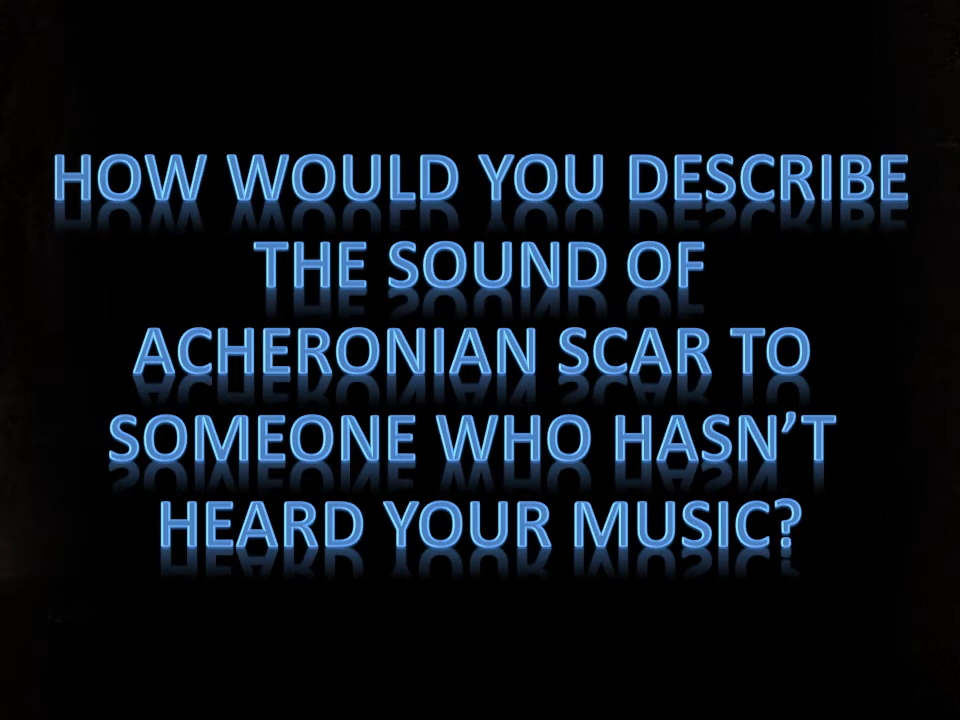 HOW WOULD YOU DESCRIBE
THE SOUND OF
ACHERONIAN SCAR TO
SOMEONE WHO HASN’T
HEARD YOUR MUSIC?